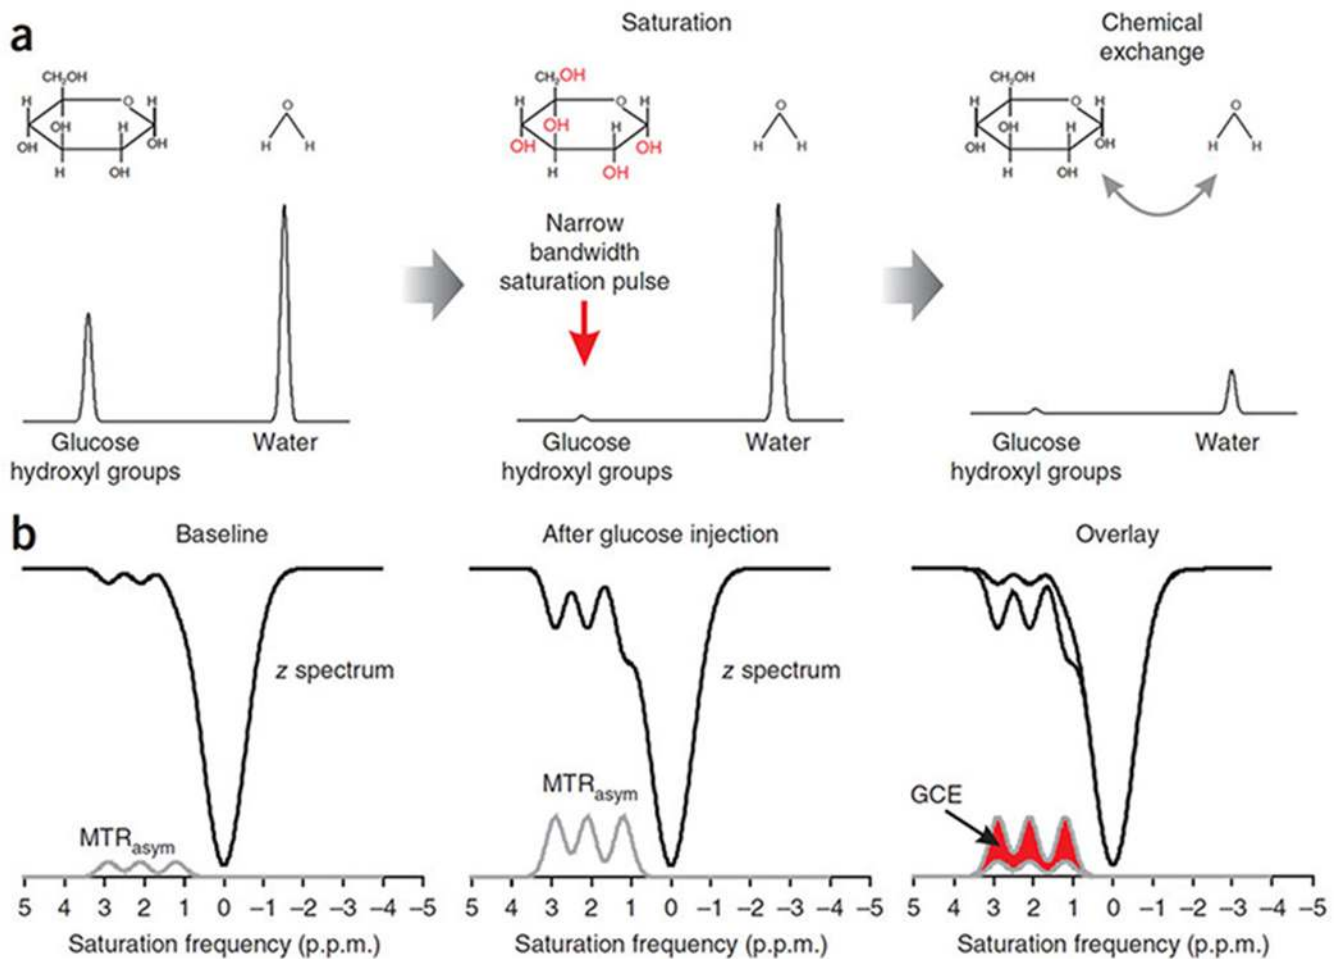 a
Saturation
Chemical
exchange
CH2OH
O
H
H
OH
H
OH
OH
H
OH
O
H H
CH2OH
O
H
H
OH
H
OH
OH
H
OH
O
H H
CH2OH
O
H
H
OH
H
OH
OH
H
OH
O
H H
Narrow
bandwidth
saturation pulse
Glucose
hydroxyl groups
Water
Glucose
hydroxyl groups
Water
Glucose
hydroxyl groups
Water
b
Baseline
After glucose injection
Overlay
z spectrum
z spectrum
MTRasym
MTRasym
GCE
5 4 3 2 1 0 –1 –2 –3 –4 –5
5 4 3 2 1 0 –1 –2 –3 –4 –5
5 4 3 2 1 0 –1 –2 –3 –4 –5
Saturation frequency (p.p.m.)
Saturation frequency (p.p.m.)
Saturation frequency (p.p.m.)